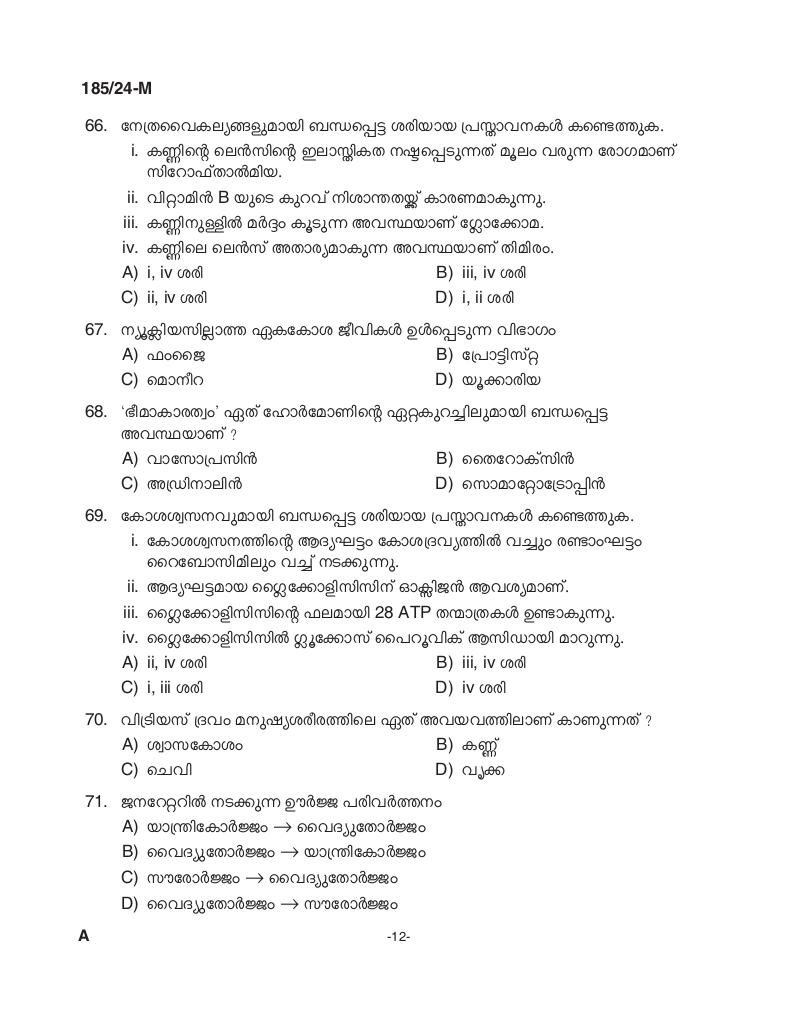 185/24-M
66. നേത്രവൈകല്യങ്ങളുമായി ബന്ധപ്പെട്ട ശരിയായ പ്രസ്താവനകൾ കണ്ടെത്തുക.
i. കണ്ണിന്റെ ലെൻസിന്റെ ഇലാസ്തികത നഷ്ടപ്പെടുന്നത് മൂലം വരുന്ന രോഗമാണ്
സിറോഫ്താൽമിയ.
ii. വിറ്റാമിൻ B യുടെ കുറവ് നിശാന്തതയ്ക്ക് കാരണമാകുന്നു.
iii. കണ്ണിനുള്ളിൽ മർദ്ദം കൂടുന്ന അവസ്ഥയാണ് ഗ്ലോക്കോമ.
iv. കണ്ണിലെ ലെൻസ് അതാര്യമാകുന്ന അവസ്ഥയാണ് തിമിരം.
A) i, iv ശരി B) iii, iv ശരി
C) ii, iv ശരി D) i, ii ശരി
67. ന്യൂക്ലിയസില്ലാത്ത ഏകകോശ ജീവികൾ ഉൾപ്പെടുന്ന വിഭാഗം
A) ഫംജൈ B) പ്രോട്ടിസ്റ്റ
C) മൊനീറ D) യൂക്കാരിയ
68. ‘ഭീമാകാരത്വം’ ഏത് ഹോർമോണിന്റെ ഏറ്റകുറച്ചിലുമായി ബന്ധപ്പെട്ട
അവസ്ഥയാണ് ?
A) വാസോപ്രസിൻ B) തൈറോക്സിൻ
C) അഡ്രിനാലിൻ D) സൊമാറ്റോട്രോപ്പിൻ
69. കോശശ്വസനവുമായി ബന്ധപ്പെട്ട ശരിയായ പ്രസ്താവനകൾ കണ്ടെത്തുക.
i. കോശശ്വസനത്തിന്റെ ആദ്യഘട്ടം കോശദ്രവ്യത്തിൽ വച്ചും രണ്ടാംഘട്ടം
റൈബോസിമിലും വച്ച് നടക്കുന്നു.
ii. ആദ്യഘട്ടമായ ഗ്ലൈക്കോളിസിസിന് ഓക്സിജൻ ആവശ്യമാണ്.
iii. ഗ്ലൈക്കോളിസിസിന്റെ ഫലമായി 28 ATP തന്മാത്രകൾ ഉണ്ടാകുന്നു.
iv. ഗ്ലൈക്കോളിസിസിൽ ഗ്ലൂക്കോസ് പൈറൂവിക് ആസിഡായി മാറുന്നു.
A) ii, iv ശരി B) iii, iv ശരി
C) i, iii ശരി D) iv ശരി
70. വിട്രിയസ് ദ്രവം മനുഷ്യശരീരത്തിലെ ഏത് അവയവത്തിലാണ് കാണുന്നത് ?
A) ശ്വാസകോശം B) കണ്ണ്
C) ചെവി D) വൃക്ക
71. ജനറേറ്ററിൽ നടക്കുന്ന ഊർജ്ജ പരിവർത്തനം
A) യാന്ത്രികോർജ്ജം → വൈദ്യുതോർജ്ജം
B) വൈദ്യുതോർജ്ജം → യാന്ത്രികോർജ്ജം
C) സൗരോർജ്ജം → വൈദ്യുതോർജ്ജം
D) വൈദ്യുതോർജ്ജം → സൗരോർജ്ജം
A -12-